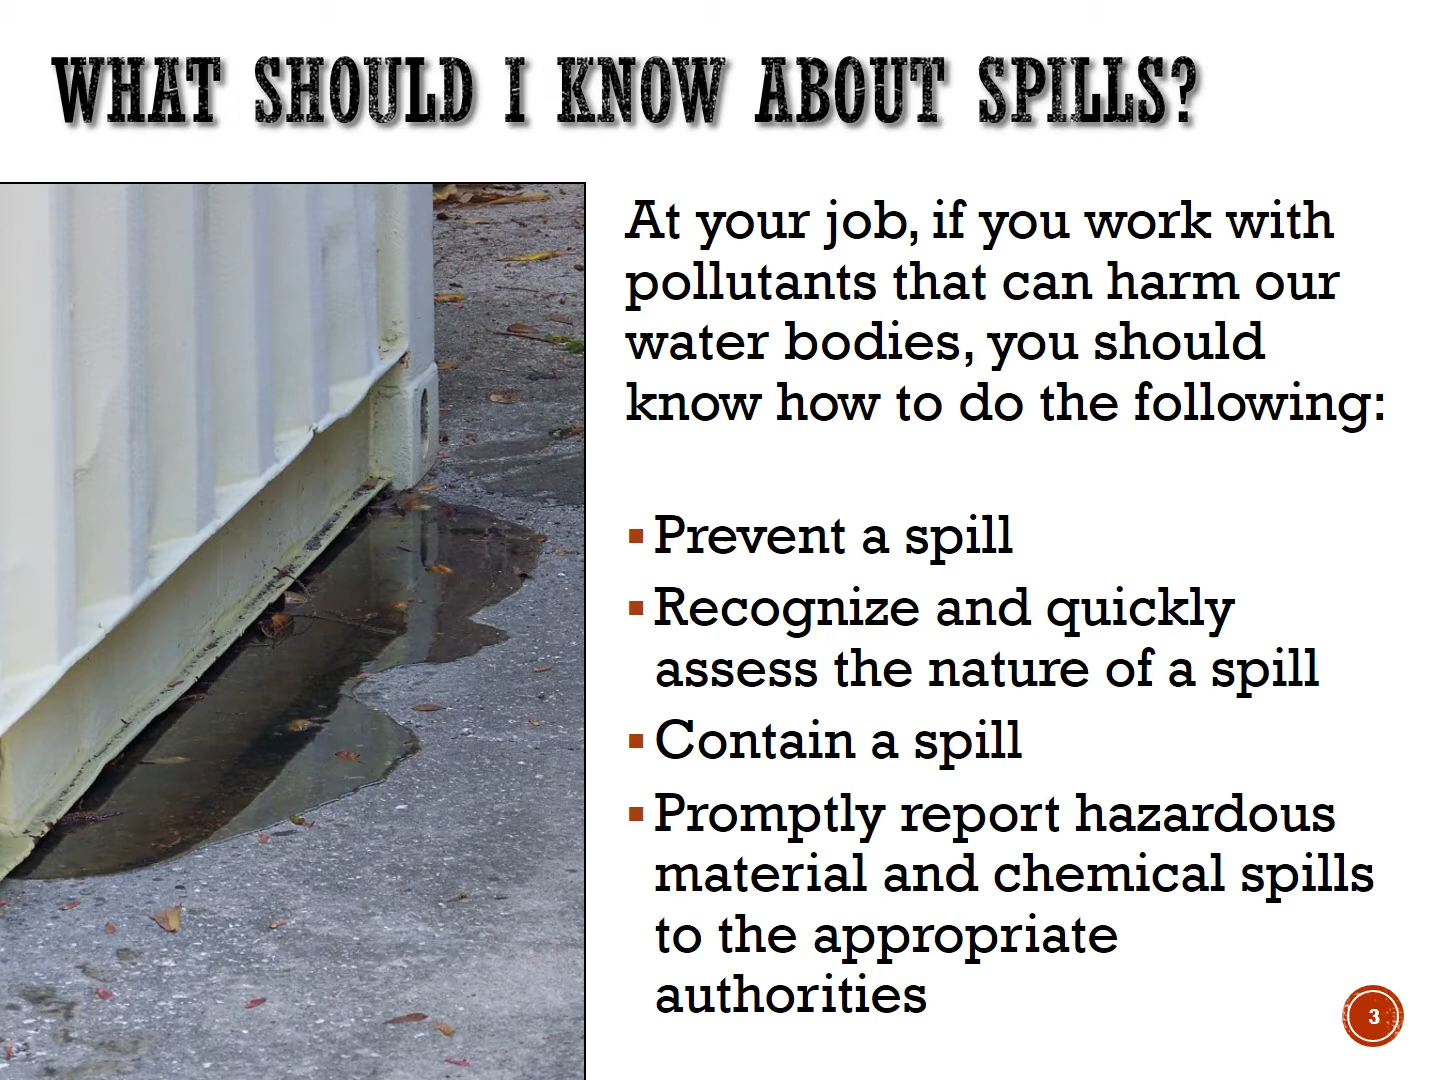 WHAT SHOULD I KNOW ABOUT SPILLS?
At your job, if you work with
pollutants that can harm our
water bodies, you should
know how to do the following:
▪ Prevent a spill
▪ Recognize and quickly
assess the nature of a spill
▪ Contain a spill
▪ Promptly report hazardous
material and chemical spills
to the appropriate
authorities
3